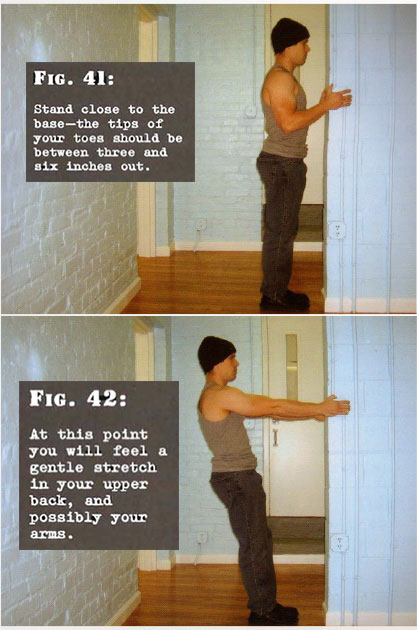 Fig. 41:
Stand close to the
base—the tips of
your toes should be
between three and
six inches out.
Fig. 42:
At this point
you will feel a
gentle stretch
in your upper
back, and
possibly your
arms.